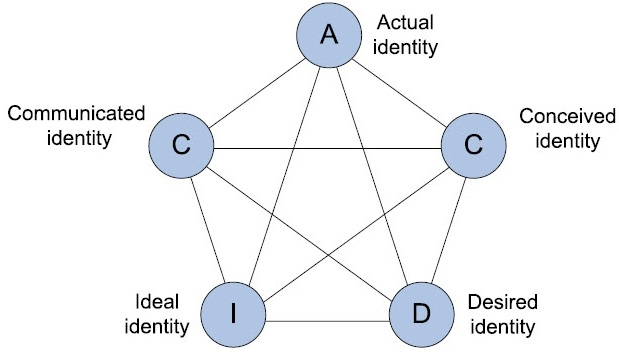 A
Actual
identity
Communicated
identity
C
C
Conceived
identity
Ideal
identity
I
D
Desired
identity